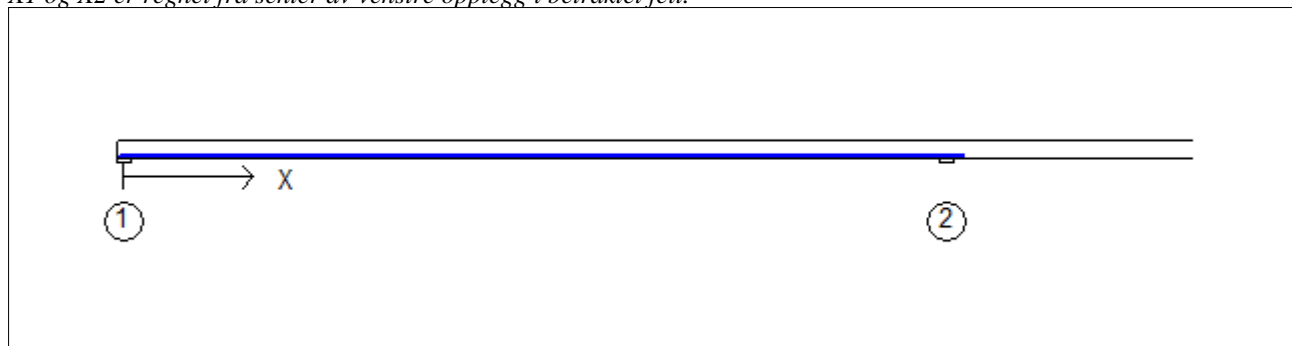 X1 og X2 er regnet fra senter av venstre opplegg i betraktet felt.
X
1
2